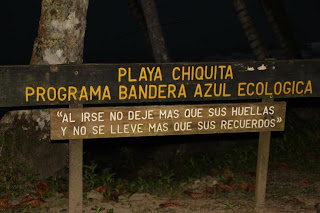 PLAYA CHIQUITA
PROGRAMA BANDERA AZUL ECOLOGICA
"AL IRSE NO DEJE MAS QUE SUS HUELLAS
Y NO SE LLEVE MAS QUE SUS RECUERDOS"